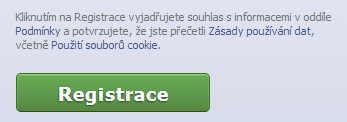 Kliknutím na Registrace vyjadřujete souhlas s informacemi v oddíle
Podmínky a potvrzujete, že jste přečetli Zásady používání dat,
včetně Použití souborů cookie.
Registrace